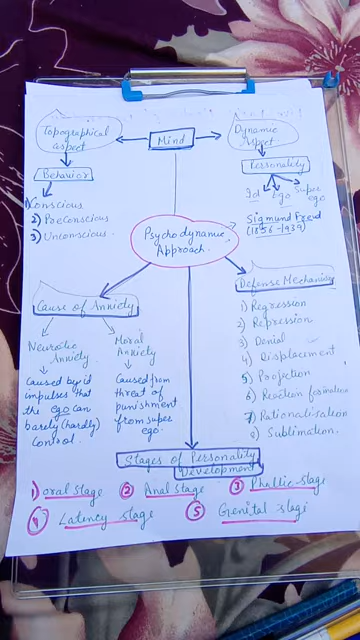 Topographical aspect
Mind
Dynamic Aspect
Behavior
1) Conscious
2) Preconscious
3) Unconscious
Personality
Id Ego Super ego
Sigmund Freud
(1856-1939)
Psychodynamic Approach
Cause of Anxiety
Neurotic Anxiety
Caused by id
impulses that
the ego can
barely (hardly)
control.
Moral Anxiety
Caused from
threat of
punishment
from super
ego.
Defense Mechanism
1) Regression
2) Repression
3) Denial
4) Displacement
5) Projection
6) Reaction formation
7) Rationalisation
8) Sublimation.
Stages of Personality
Development
1) oral stage 2 Anal stage 3 Phallic stage
4 Latency stage 5 Genital stage